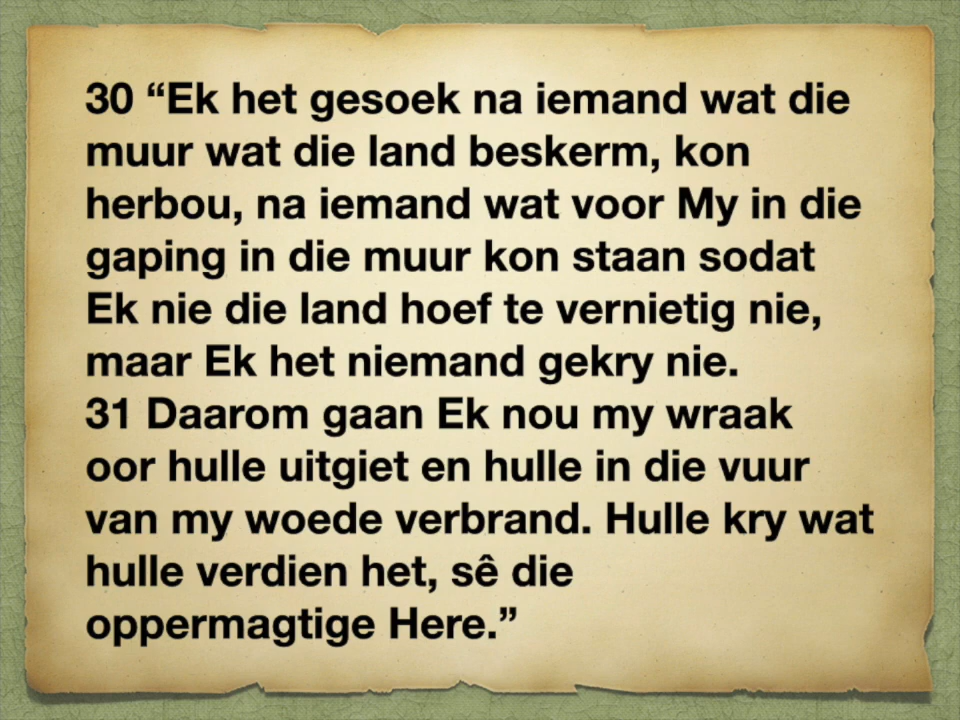 30 “Ek het gesoek na iemand wat die
muur wat die land beskerm, kon
herbou, na iemand wat voor My in die
gaping in die muur kon staan sodat
Ek nie die land hoef te vernietig nie,
maar Ek het niemand gekry nie.
31 Daarom gaan Ek nou my wraak
oor hulle uitgiet en hulle in die vuur
van my woede verbrand. Hulle kry wat
hulle verdien het, sê die
oppermagtige Here.”